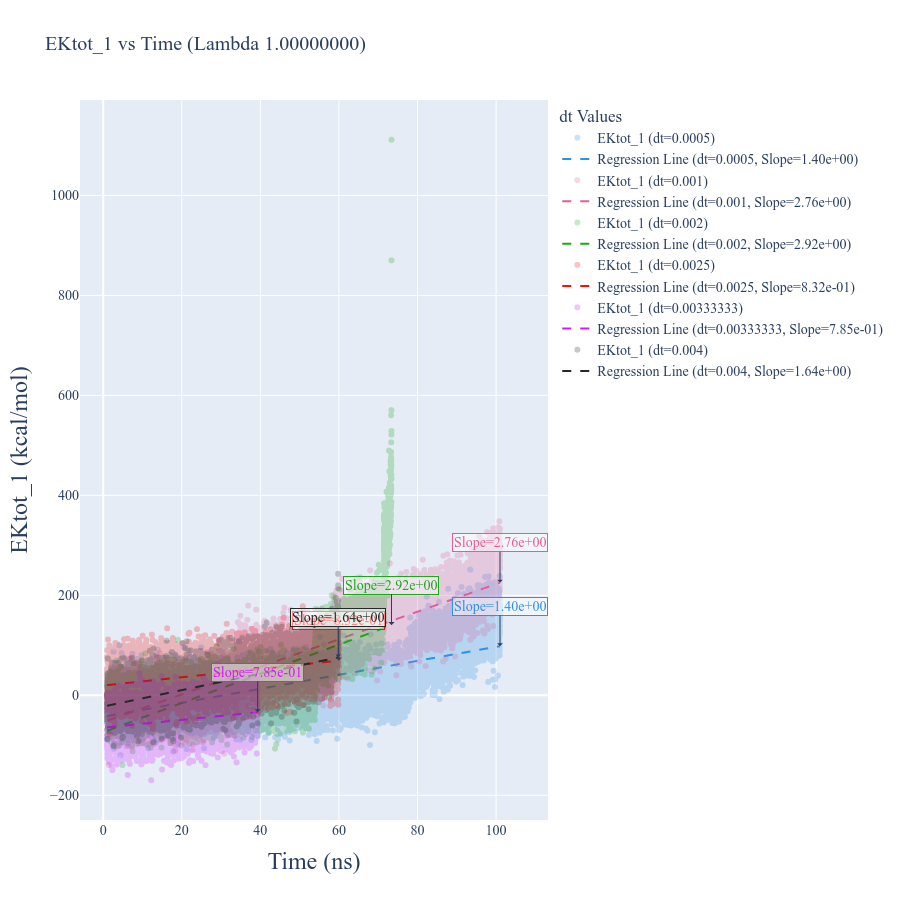 EKtot_1 vs Time (Lambda 1.00000000)
dt Values
EKtot_1 (dt=0.0005)
Regression Line (dt=0.0005, Slope=1.40e+00)
EKtot_1 (dt=0.001)
Regression Line (dt=0.001, Slope=2.76e+00)
EKtot_1 (dt=0.002)
Regression Line (dt=0.002, Slope=2.92e+00)
EKtot_1 (dt=0.0025)
Regression Line (dt=0.0025, Slope=8.32e-01)
EKtot_1 (dt=0.00333333)
Regression Line (dt=0.00333333, Slope=7.85e-01)
EKtot_1 (dt=0.004)
Regression Line (dt=0.004, Slope=1.64e+00)
1000
800
600
400
200
0
−200
EKtot_1 (kcal/mol)
Slope=2.76e+00
Slope=2.92e+00
Slope=1.40e+00
Slope=1.64e+00
Slope=7.85e-01
0
20
40
60
80
100
Time (ns)